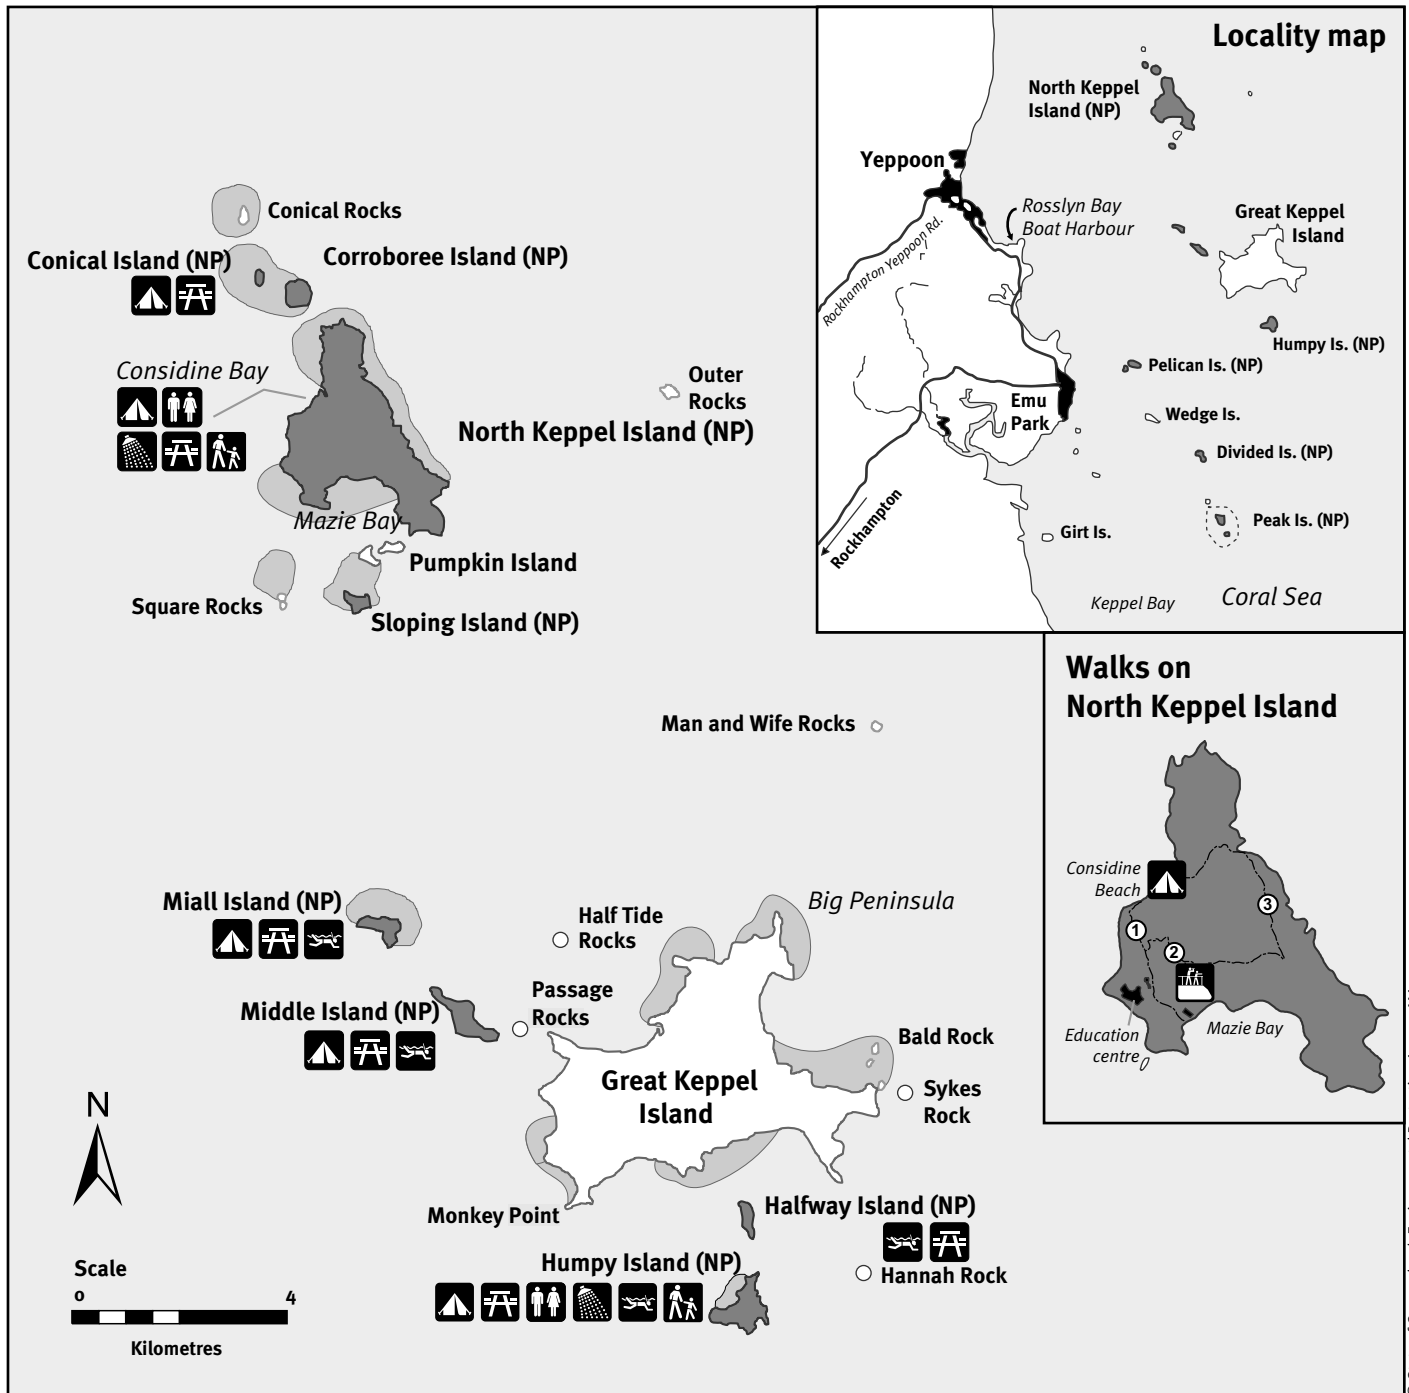 Locality map
North Keppel
Island (NP)
Yeppoon
Rosslyn Bay
Boat Harbour
Great Keppel
Island
Rockhampton Yeppoon Rd.
Humpy Is. (NP)
Pelican Is. (NP)
Emu
Park
Wedge Is.
Divided Is. (NP)
Rockhampton
Peak Is. (NP)
Girt Is.
Keppel Bay
Coral Sea
Conical Rocks
Conical Island (NP)
Corroboree Island (NP)
Considine Bay
Outer
Rocks
North Keppel Island (NP)
Mazie Bay
Pumpkin Island
Square Rocks
Sloping Island (NP)
Man and Wife Rocks
Walks on
North Keppel Island
Considine
Beach
1
2
3
Education
centre
Mazie Bay
Miall Island (NP)
Half Tide
Rocks
Big Peninsula
Middle Island (NP)
Passage
Rocks
Bald Rock
Great Keppel
Island
Sykes
Rock
N
Monkey Point
Halfway Island (NP)
Humpy Island (NP)
Hannah Rock
Scale
0 4
Kilometres